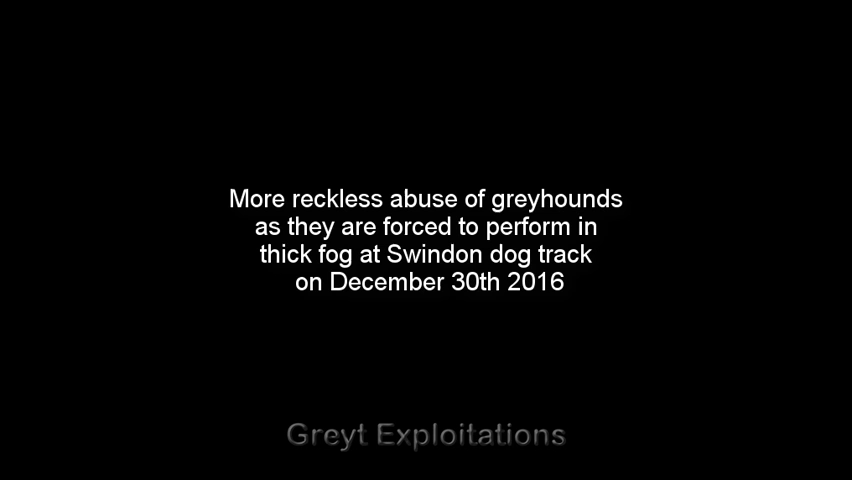 More reckless abuse of greyhounds
as they are forced to perform in
thick fog at Swindon dog track
on December 30th 2016
Greyt Exploitations